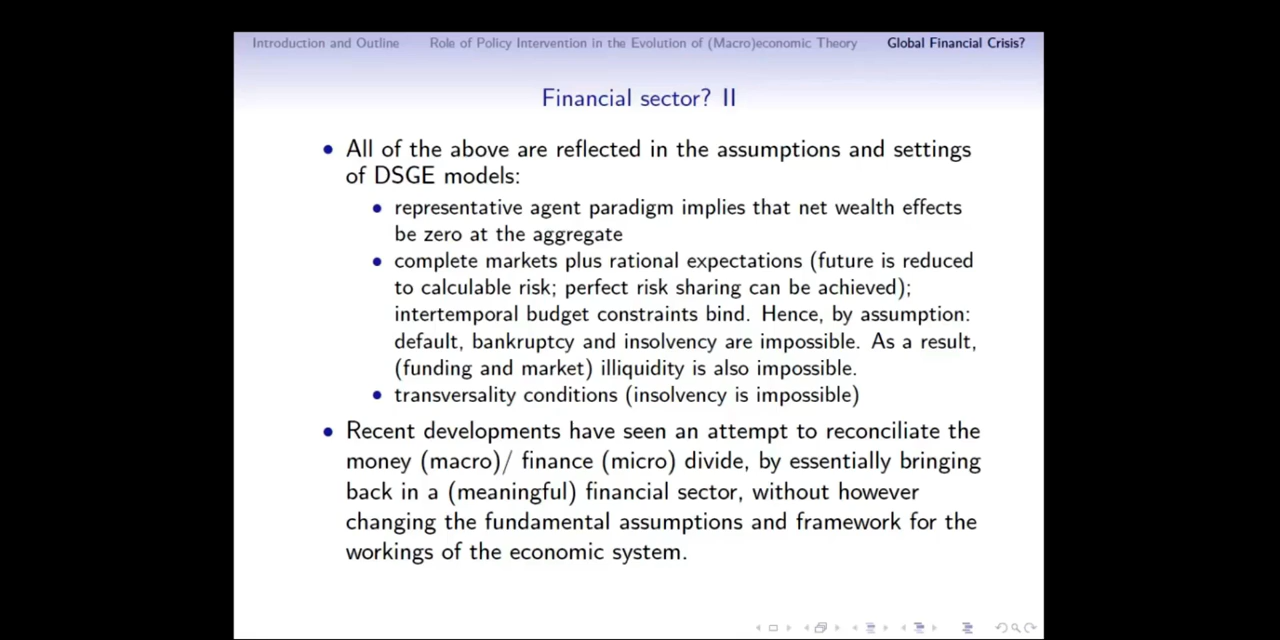 Introduction and Outline Role of Policy Intervention in the Evolution of (Macro)economic Theory Global Financial Crisis?
Financial sector? II
• All of the above are reflected in the assumptions and settings
of DSGE models:
• representative agent paradigm implies that net wealth effects
be zero at the aggregate
• complete markets plus rational expectations (future is reduced
to calculable risk; perfect risk sharing can be achieved);
intertemporal budget constraints bind. Hence, by assumption:
default, bankruptcy and insolvency are impossible. As a result,
(funding and market) illiquidity is also impossible.
• transversality conditions (insolvency is impossible)
• Recent developments have seen an attempt to reconciliate the
money (macro)/ finance (micro) divide, by essentially bringing
back in a (meaningful) financial sector, without however
changing the fundamental assumptions and framework for the
workings of the economic system.